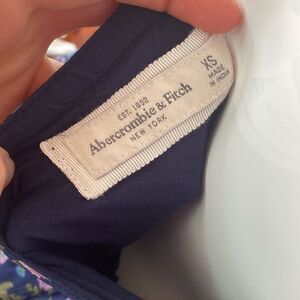 EST. 1892
Abercrombie & Fitch
NEW YORK
XS
MADE
IN INDIA